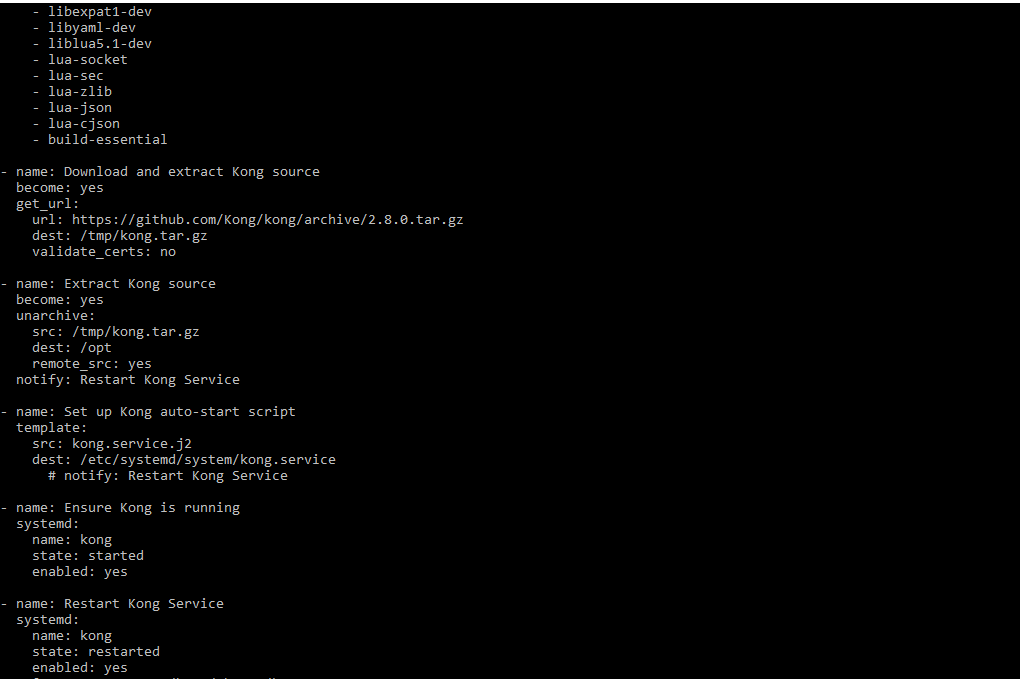 - libexpat1-dev
- libyaml-dev
- liblua5.1-dev
- lua-socket
- lua-sec
- lua-zlib
- lua-json
- lua-cjson
- build-essential
- name: Download and extract Kong source
become: yes
get_url:
url: https://github.com/Kong/kong/archive/2.8.0.tar.gz
dest: /tmp/kong.tar.gz
validate_certs: no
- name: Extract Kong source
become: yes
unarchive:
src: /tmp/kong.tar.gz
dest: /opt
remote_src: yes
notify: Restart Kong Service
- name: Set up Kong auto-start script
template:
src: kong.service.j2
dest: /etc/systemd/system/kong.service
# notify: Restart Kong Service
- name: Ensure Kong is running
systemd:
name: kong
state: started
enabled: yes
- name: Restart Kong Service
systemd:
name: kong
state: restarted
enabled: yes